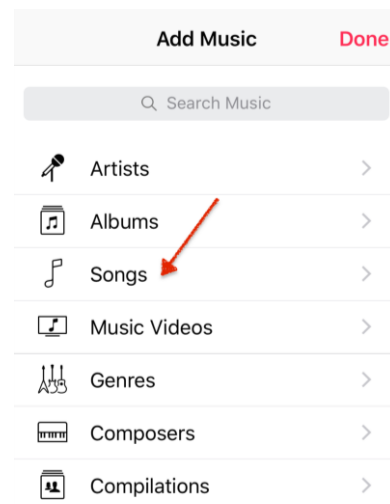 Add Music Done
Search Music
Artists
Albums
Songs
Music Videos
Genres
Composers
Compilations